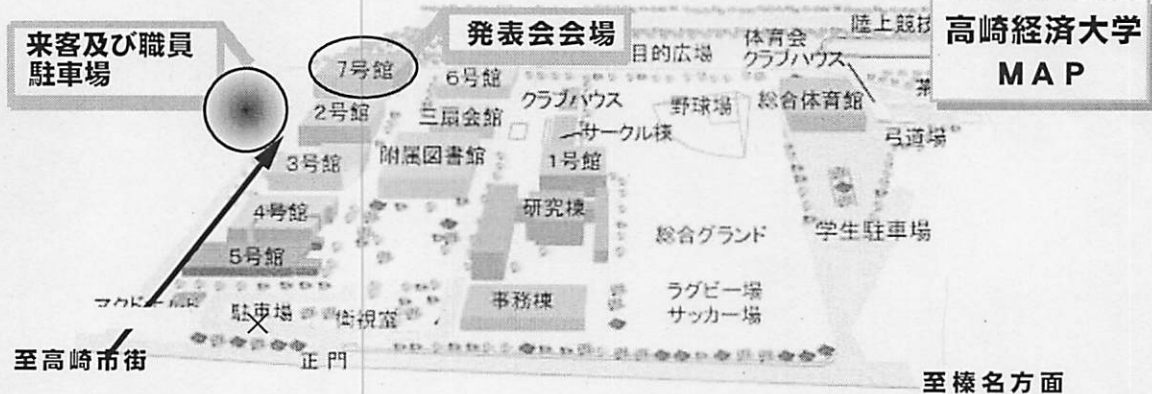 来客及び職員
駐車場
発表会会場
高崎経済大学
MAP
陸上競技
体育会
クラブハウス
目的広場
7号館
6号館
2号館
三扇会館
クラブハウス
野球場
総合体育館
茶
サークル棟
弓道場
3号館
附属図書館
1号館
4号館
研究棟
総合グランド
学生駐車場
5号館
事務棟
ラグビー場
サッカー場
駐車場
正門
至高崎市街
至榛名方面